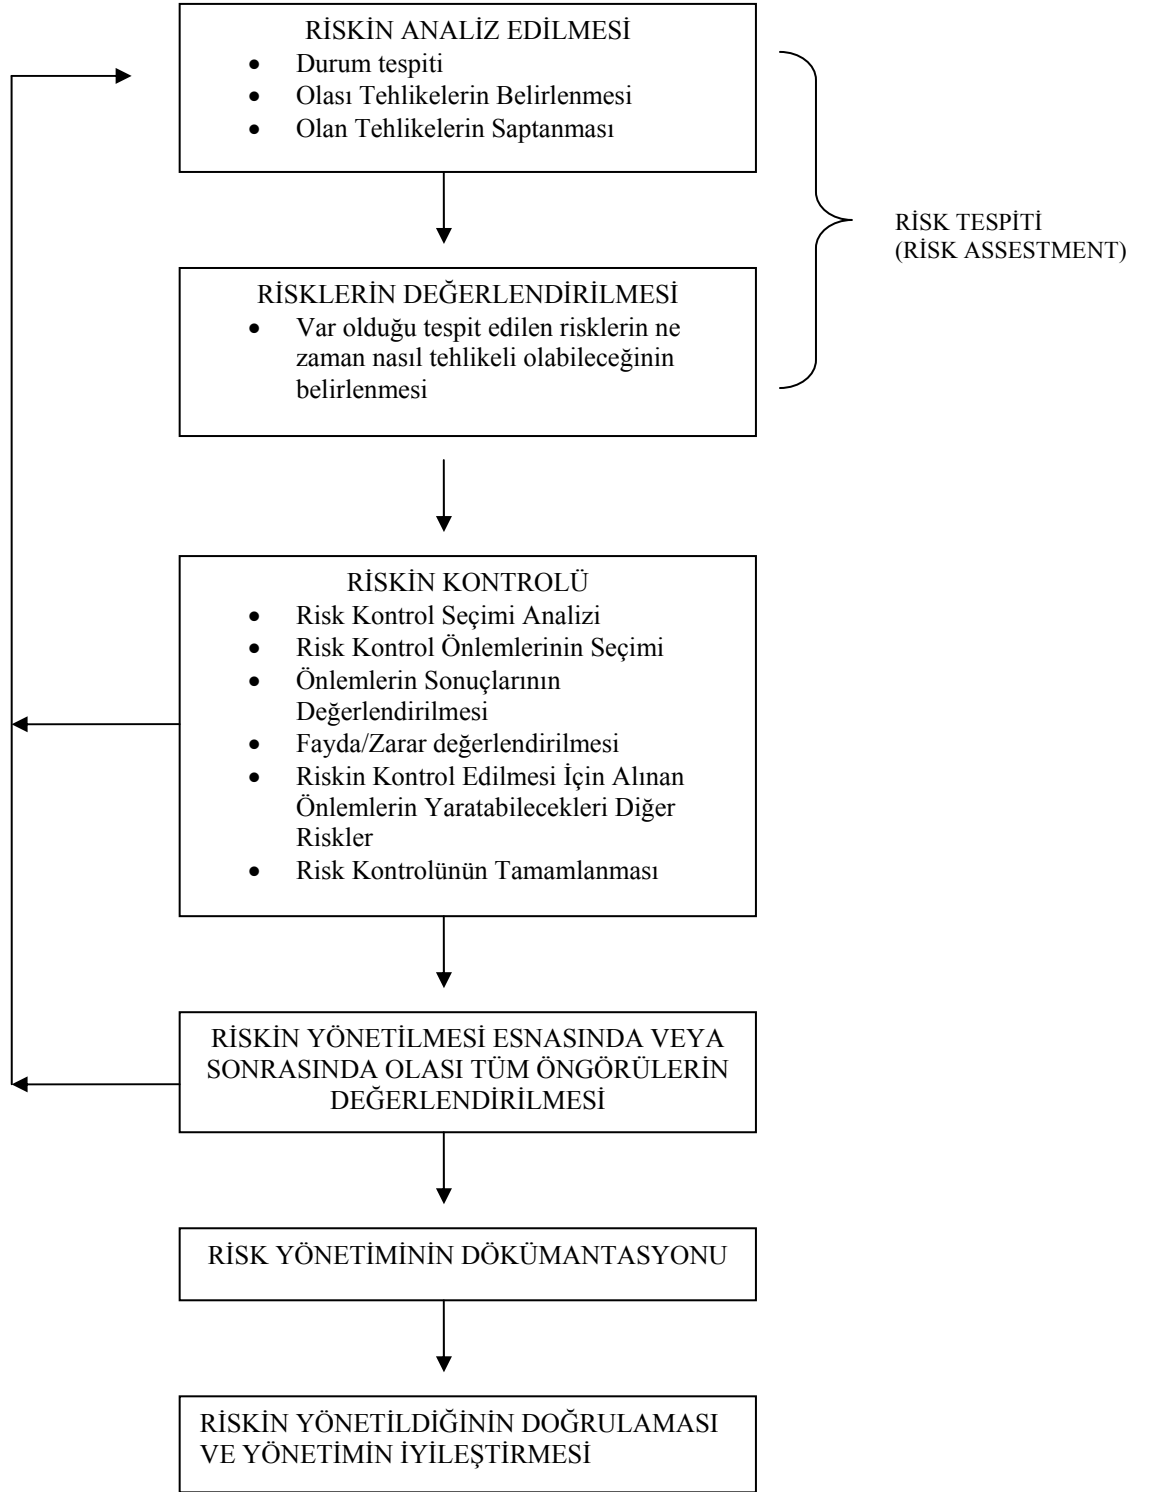 RİSKİN ANALİZ EDİLMESİ
• Durum tespiti
• Olası Tehlikelerin Belirlenmesi
• Olan Tehlikelerin Saptanması
RİSK TESPİTİ
(RİSK ASSESTMENT)
RİSKLERİN DEĞERLENDİRİLMESİ
• Var olduğu tespit edilen risklerin ne
zaman nasıl tehlikeli olabileceğinin
belirlenmesi
RİSKİN KONTROLÜ
• Risk Kontrol Seçimi Analizi
• Risk Kontrol Önlemlerinin Seçimi
• Önlemlerin Sonuçlarının
Değerlendirilmesi
• Fayda/Zarar değerlendirilmesi
• Riskin Kontrol Edilmesi İçin Alınan
Önlemlerin Yaratabilecekleri Diğer
Riskler
• Risk Kontrolünün Tamamlanması
RİSKİN YÖNETİLMESİ ESNASINDA VEYA
SONRASINDA OLASI TÜM ÖNGÖRÜLERİN
DEĞERLENDİRİLMESİ
RİSK YÖNETİMİNİN DÖKÜMANTASYONU
RİSKİN YÖNETİLDİĞİNİN DOĞRULAMASI
VE YÖNETİMİN İYİLEŞTİRMESİ